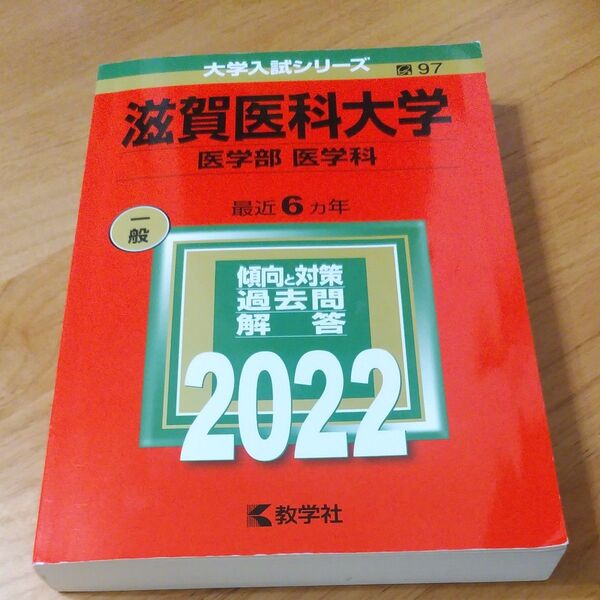 大学入試シリーズ
97
滋賀医科大学
医学部 医学科
最近6ヵ年
一般
傾向と対策
過去問
解答
2022
教学社